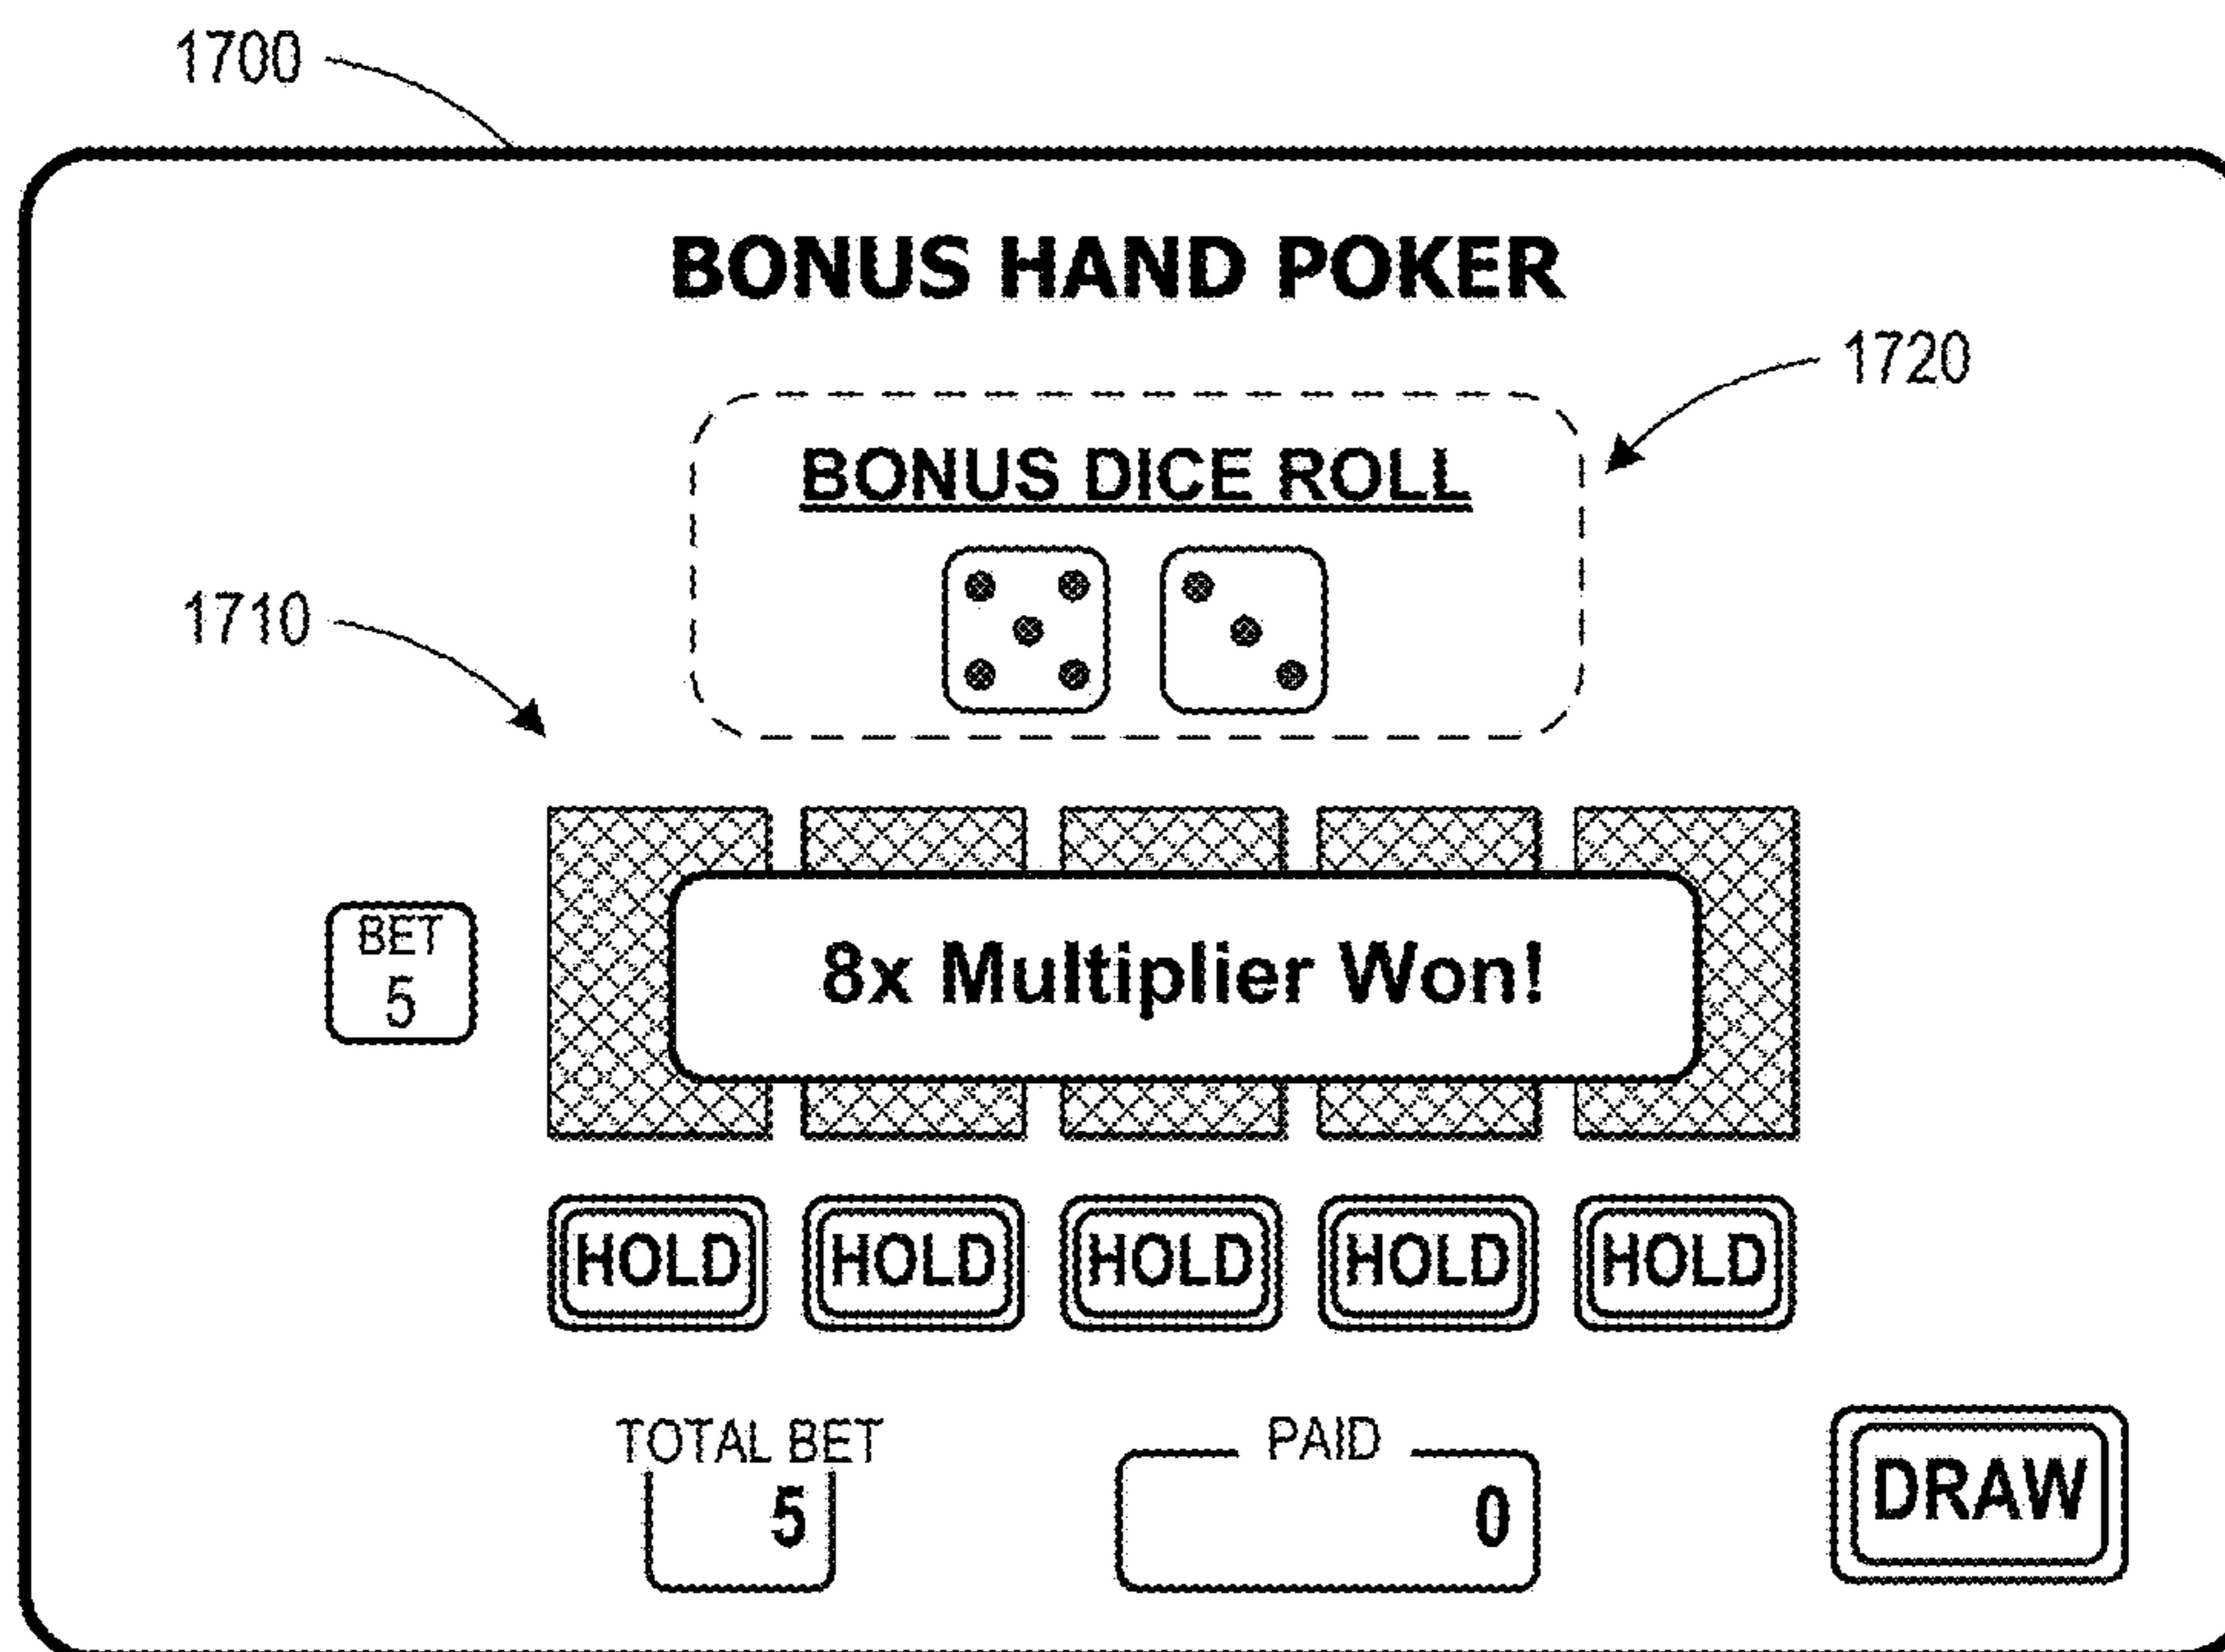 1700
BONUS HAND POKER
1720
BONUS DICE ROLL
1710
8x Multiplier Won!
BET
5
HOLD HOLD HOLD HOLD HOLD
TOTAL BET
5
PAID
0
DRAW